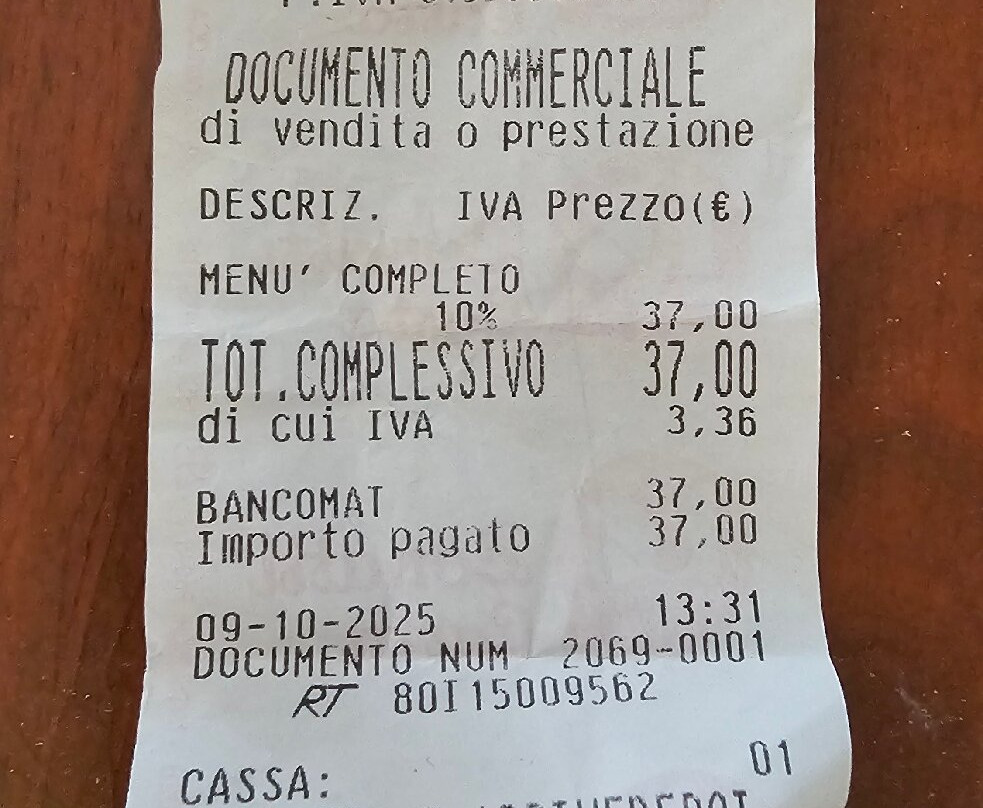 DOCUMENTO COMMERCIALE
di vendita o prestazione
DESCRIZ. IVA Prezzo(€)
MENU' COMPLETO
10% 37,00
TOT.COMPLESSIVO 37,00
di cui IVA 3,36
BANCOMAT 37,00
Importo pagato 37,00
09-10-2025 13:31
DOCUMENTO NUM 2069-0001
RT 80I15009562
CASSA: 01